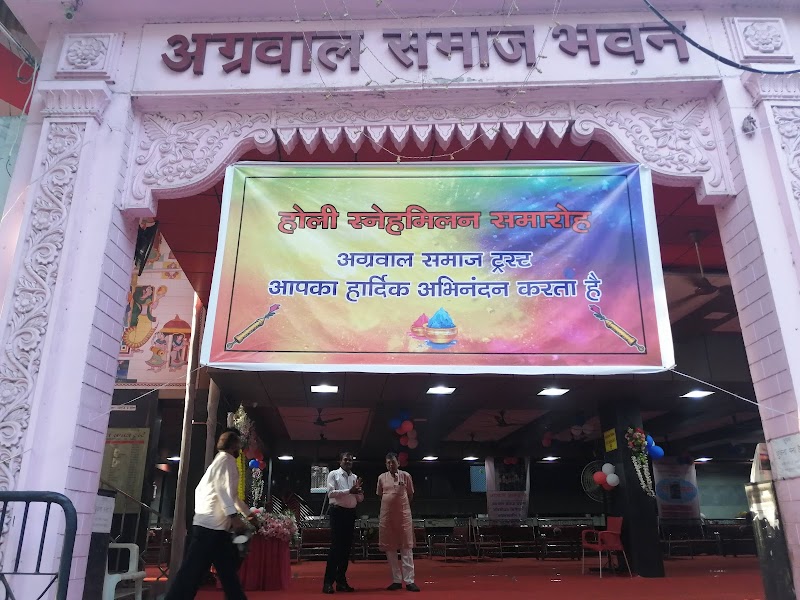 अग्रवाल समाज भवन
होली स्नेहमिलन समारोह
अग्रवाल समाज ट्रस्ट
आपका हार्दिक अभिनंदन करता है